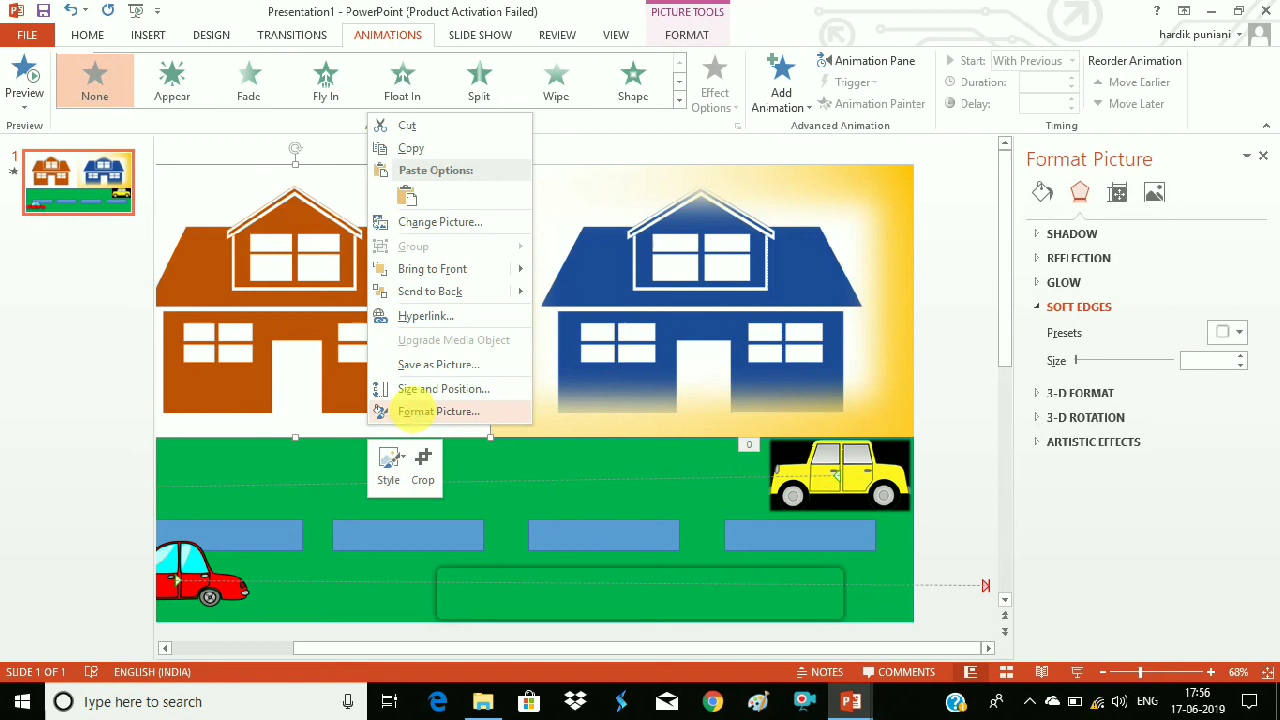 Presentation1 - PowerPoint (Product Activation Failed)
PICTURE TOOLS
?
FILE
HOME
INSERT
DESIGN
TRANSITIONS
ANIMATIONS
SLIDE SHOW
REVIEW
VIEW
FORMAT
hardik puniani
Preview
None
Appear
Fade
Fly In
Float In
Split
Wipe
Shape
Effect
Options
Add
Animation
Animation Pane
Trigger
Animation Painter
Start: With Previous
Duration:
Delay:
Reorder Animation
Move Earlier
Move Later
Preview
Advanced Animation
Timing
1
Cut
Copy
Paste Options:
Change Picture...
Group
Bring to Front
Send to Back
Hyperlink...
Upgrade Media Object
Save as Picture...
Size and Position...
Format Picture...
Style
Crop
0
Format Picture
SHADOW
REFLECTION
GLOW
SOFT EDGES
Presets
Size
3-D FORMAT
3-D ROTATION
ARTISTIC EFFECTS
SLIDE 1 OF 1
ENGLISH (INDIA)
NOTES
COMMENTS
68%
Type here to search
ENG
17:56
17-06-2019